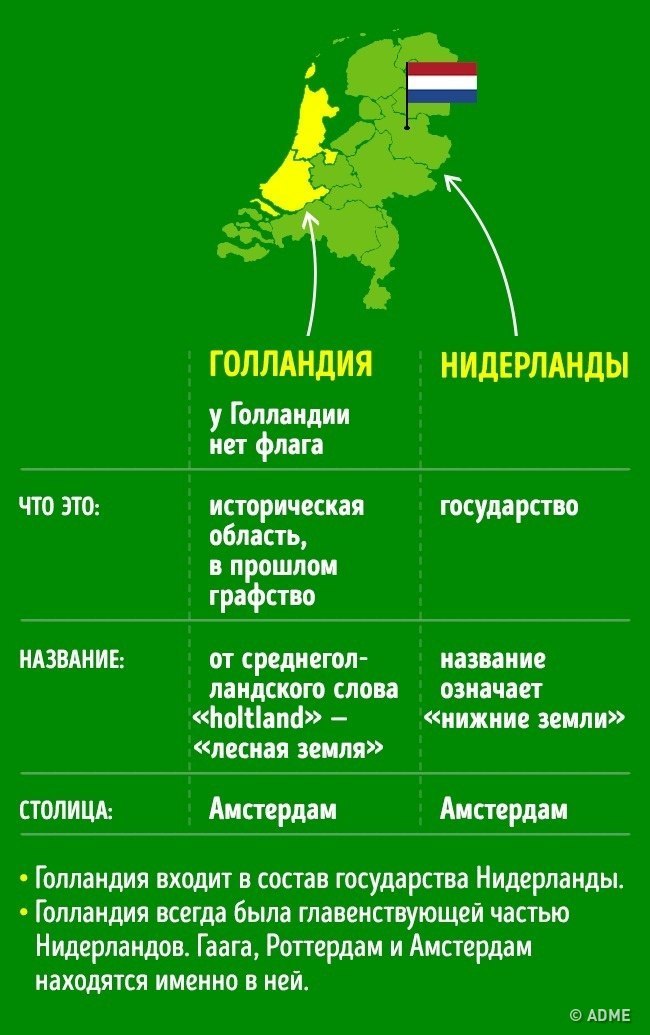 ГОЛЛАНДИЯ
НИДЕРЛАНДЫ
у Голландии
нет флага
ЧТО ЭТО:
историческая
область,
в прошлом
графство
государство
НАЗВАНИЕ:
от среднегол-
ландского слова
«holtland» –
«лесная земля»
название
означает
«нижние земли»
СТОЛИЦА:
Амстердам
Амстердам
• Голландия входит в состав государства Нидерланды.
• Голландия всегда была главенствующей частью
Нидерландов. Гаага, Роттердам и Амстердам
находятся именно в ней.
© ADME